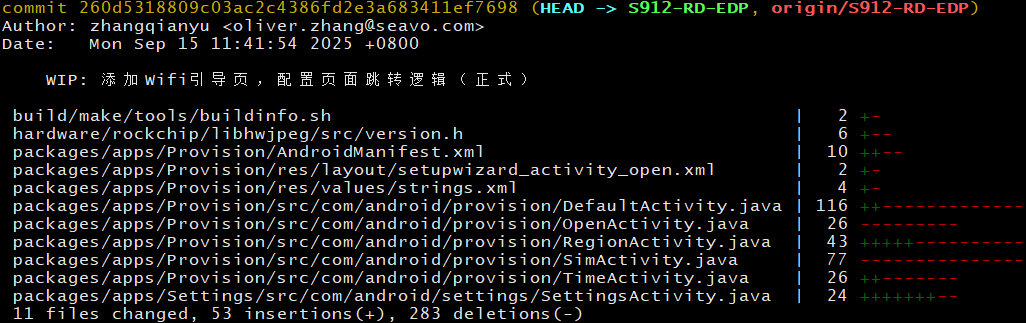 commit 260d5318809c03ac2c4386fd2e3a683411ef7698 (HEAD -> S912-RD-EDP, origin/S912-RD-EDP)
Author: zhangqianyu <oliver.zhang@seavo.com>
Date:   Mon Sep 15 11:41:54 2025 +0800
    WIP: 添加Wifi引导页，配置页面跳转逻辑（正式）
 build/make/tools/buildinfo.sh                                      |   2 +-
 hardware/rockchip/libhwjpeg/src/version.h                          |   6 +--
 packages/apps/Provision/AndroidManifest.xml                        |  10 ++--
 packages/apps/Provision/res/layout/setupwizard_activity_open.xml   |   2 +-
 packages/apps/Provision/res/values/strings.xml                     |   4 +-
 packages/apps/Provision/src/com/android/provision/DefaultActivity.java | 116 ++-------------
 packages/apps/Provision/src/com/android/provision/OpenActivity.java |  26 ---------
 packages/apps/Provision/src/com/android/provision/RegionActivity.java |  43 +++++----------
 packages/apps/Provision/src/com/android/provision/SimActivity.java |  77 ---------------
 packages/apps/Provision/src/com/android/provision/TimeActivity.java |  26 ++-------
 packages/apps/Settings/src/com/android/settings/SettingsActivity.java |  24 +++++++--
 11 files changed, 53 insertions(+), 283 deletions(-)